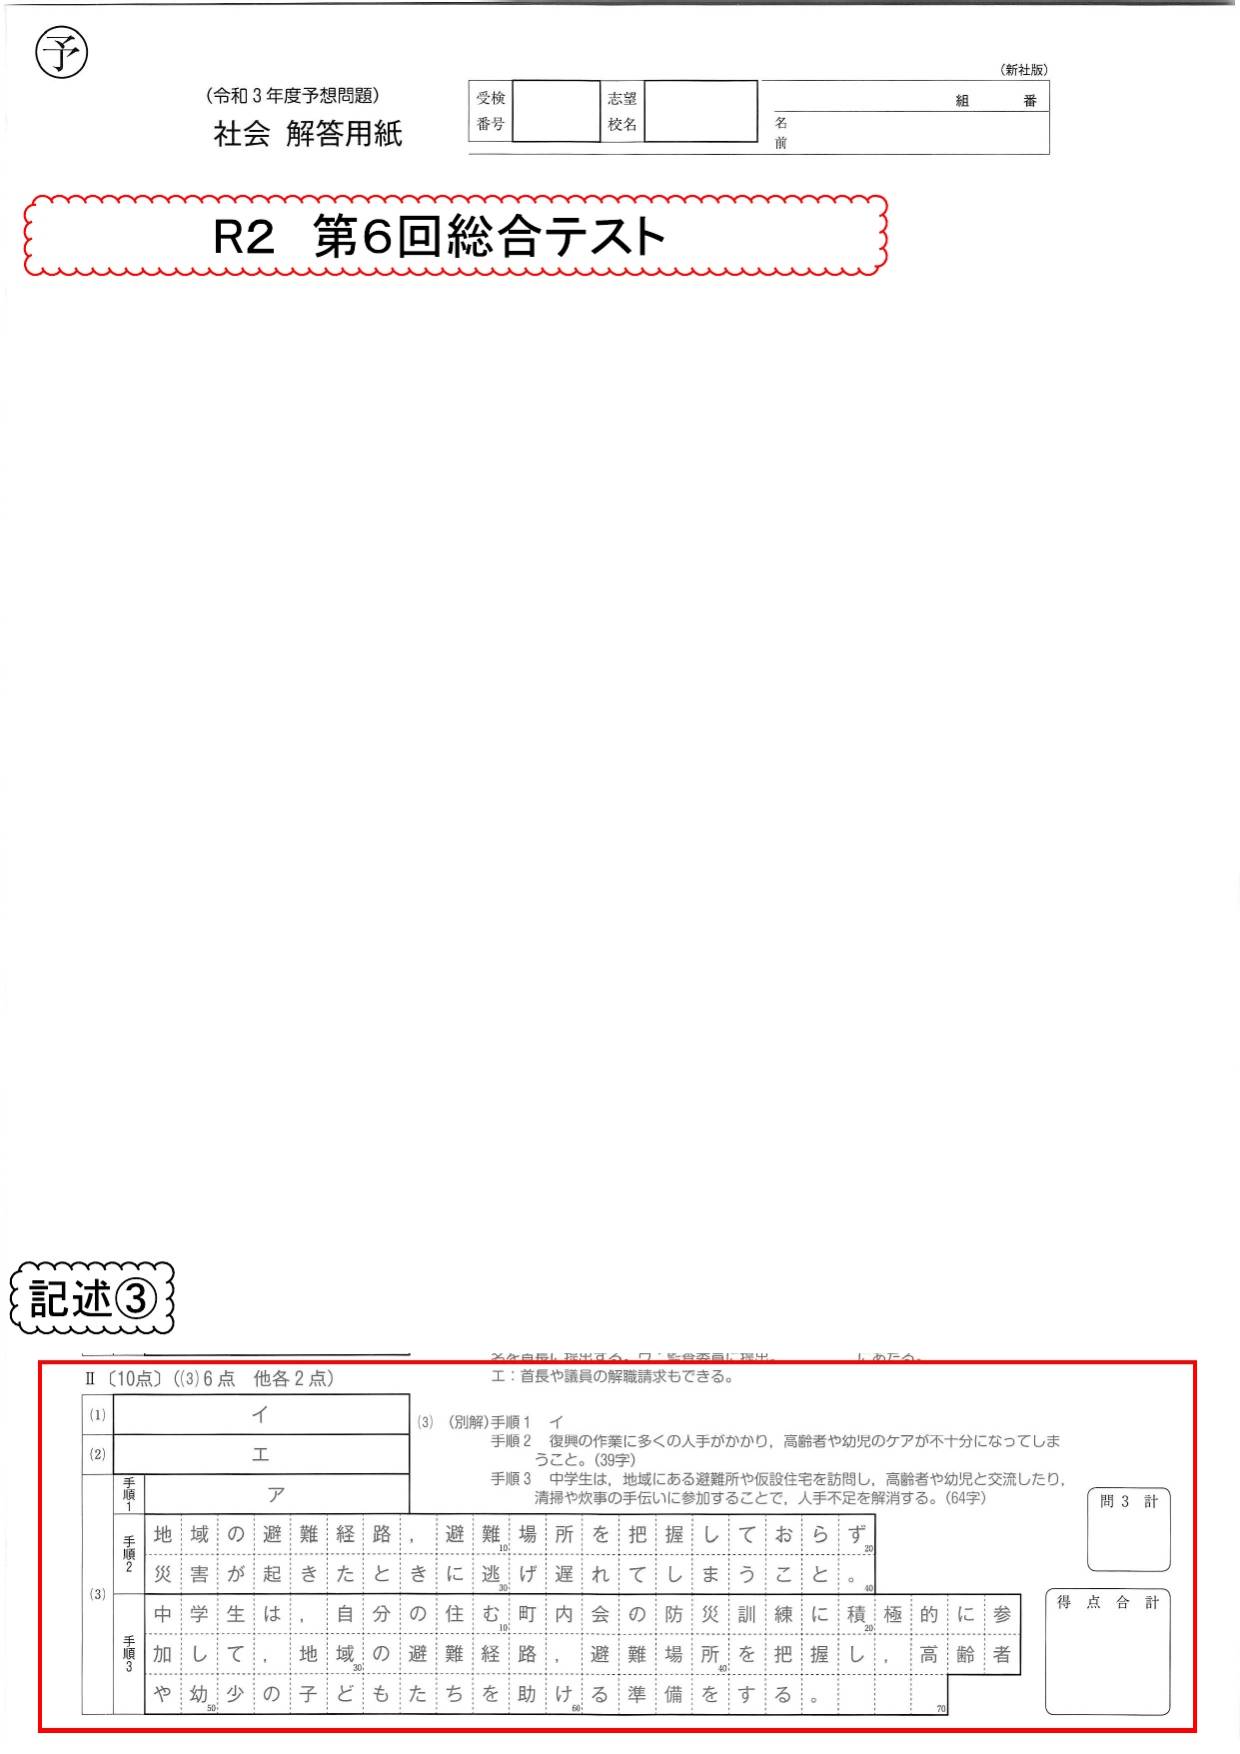 予
(新社版)
(令和3年度予想問題)
社会 解答用紙
受検番号
志望校名
組 番
名前
R2 第6回総合テスト
記述③
Ⅱ〔10点〕((3)6点 他各2点)
エ：首長や議員の解職請求もできる。
(1) イ
(2) エ
(3) 手順1 ア
手順2 地域の避難経路，避難場所を把握しておらず
災害が起きたときに逃げ遅れてしまうこと。
手順3 中学生は，自分の住む町内会の防災訓練に積極的に参
加して，地域の避難経路，避難場所を把握し，高齢者
や幼少の子どもたちを助ける準備をする。
10 20 30 40
10 20 30 40 50 60 70
(3) (別解)手順1 イ
手順2 復興の作業に多くの人手がかかり，高齢者や幼児のケアが不十分になってしま
うこと。(39字)
手順3 中学生は，地域にある避難所や仮設住宅を訪問し，高齢者や幼児と交流したり，
清掃や炊事の手伝いに参加することで，人手不足を解消する。(64字)
問3計
得点合計